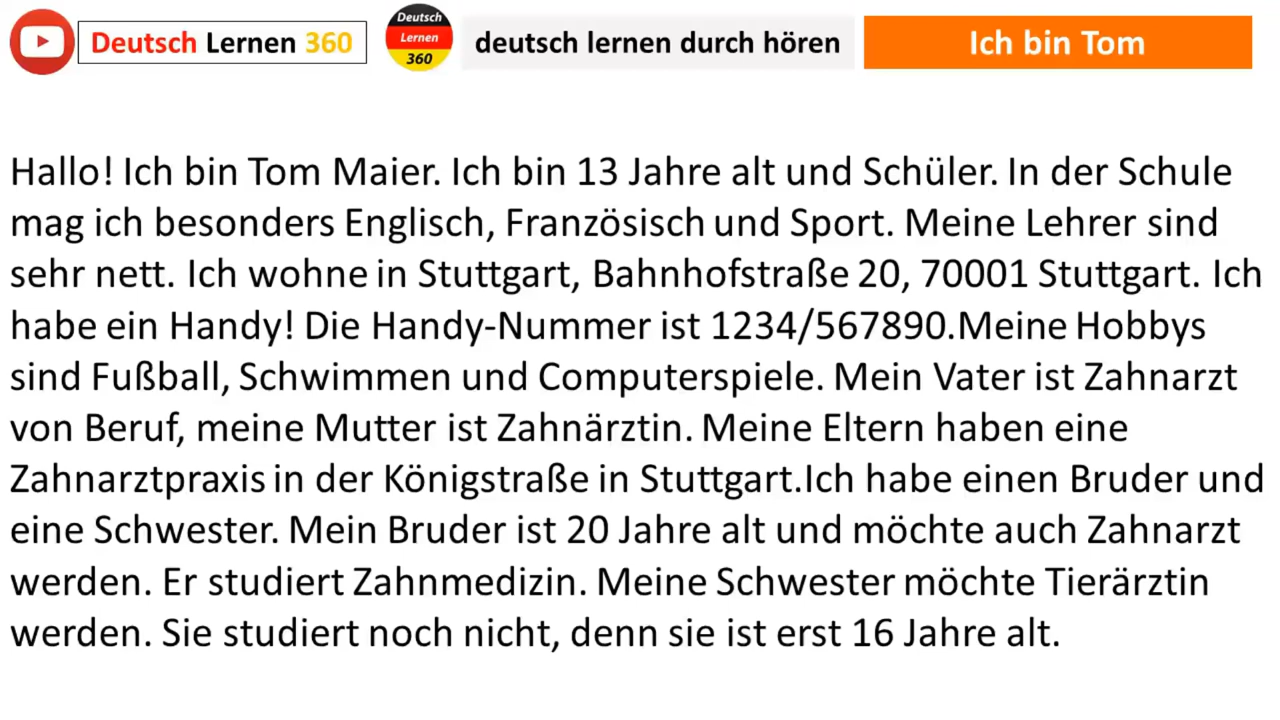 Deutsch Lernen 360
Deutsch
Lernen
360
deutsch lernen durch hören
Ich bin Tom
Hallo! Ich bin Tom Maier. Ich bin 13 Jahre alt und Schüler. In der Schule
mag ich besonders Englisch, Französisch und Sport. Meine Lehrer sind
sehr nett. Ich wohne in Stuttgart, Bahnhofstraße 20, 70001 Stuttgart. Ich
habe ein Handy! Die Handy-Nummer ist 1234/567890.Meine Hobbys
sind Fußball, Schwimmen und Computerspiele. Mein Vater ist Zahnarzt
von Beruf, meine Mutter ist Zahnärztin. Meine Eltern haben eine
Zahnarztpraxis in der Königstraße in Stuttgart.Ich habe einen Bruder und
eine Schwester. Mein Bruder ist 20 Jahre alt und möchte auch Zahnarzt
werden. Er studiert Zahnmedizin. Meine Schwester möchte Tierärztin
werden. Sie studiert noch nicht, denn sie ist erst 16 Jahre alt.